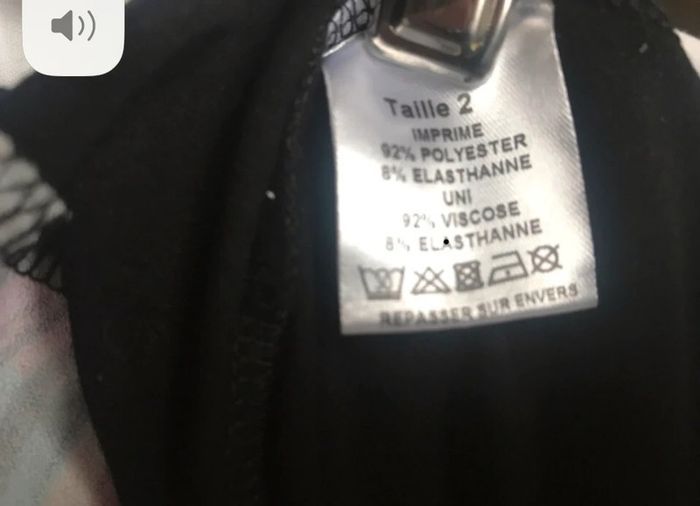 Taille 2
IMPRIME
92% POLYESTER
8% ELASTHANNE
UNI
92% VISCOSE
8% ELASTHANNE
REPASSER SUR ENVERS